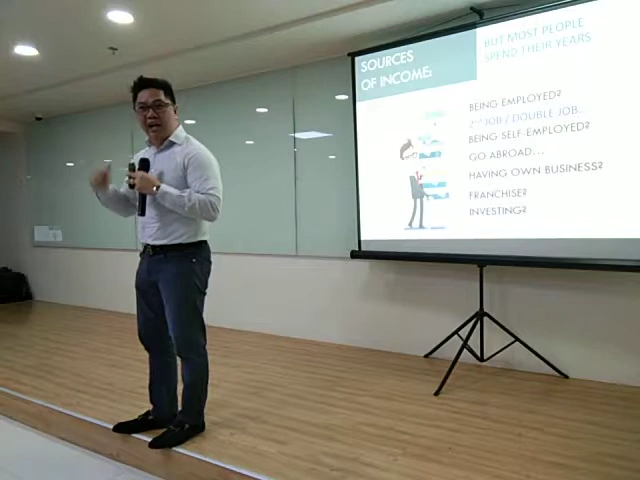 SOURCES
OF INCOME:
BUT MOST PEOPLE
SPEND THEIR YEARS
BEING EMPLOYED?
2nd JOB / DOUBLE JOB...
BEING SELF-EMPLOYED?
GO ABROAD...
HAVING OWN BUSINESS?
FRANCHISE?
INVESTING?